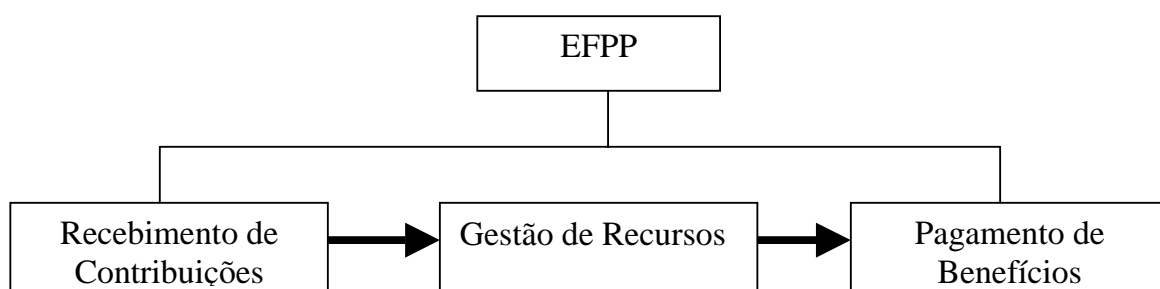 EFPP
Recebimento de
Contribuições
Gestão de Recursos
Pagamento de
Benefícios